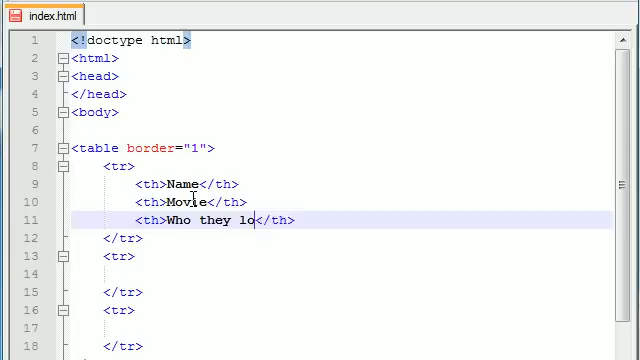 index.html
1 <!doctype html>
2 <html>
3 <head>
4 </head>
5 <body>
6
7 <table border="1">
8 <tr>
9 <th>Name</th>
10 <th>Movie</th>
11 <th>Who they lo</th>
12 </tr>
13 <tr>
14
15 </tr>
16 <tr>
17
18 </tr>